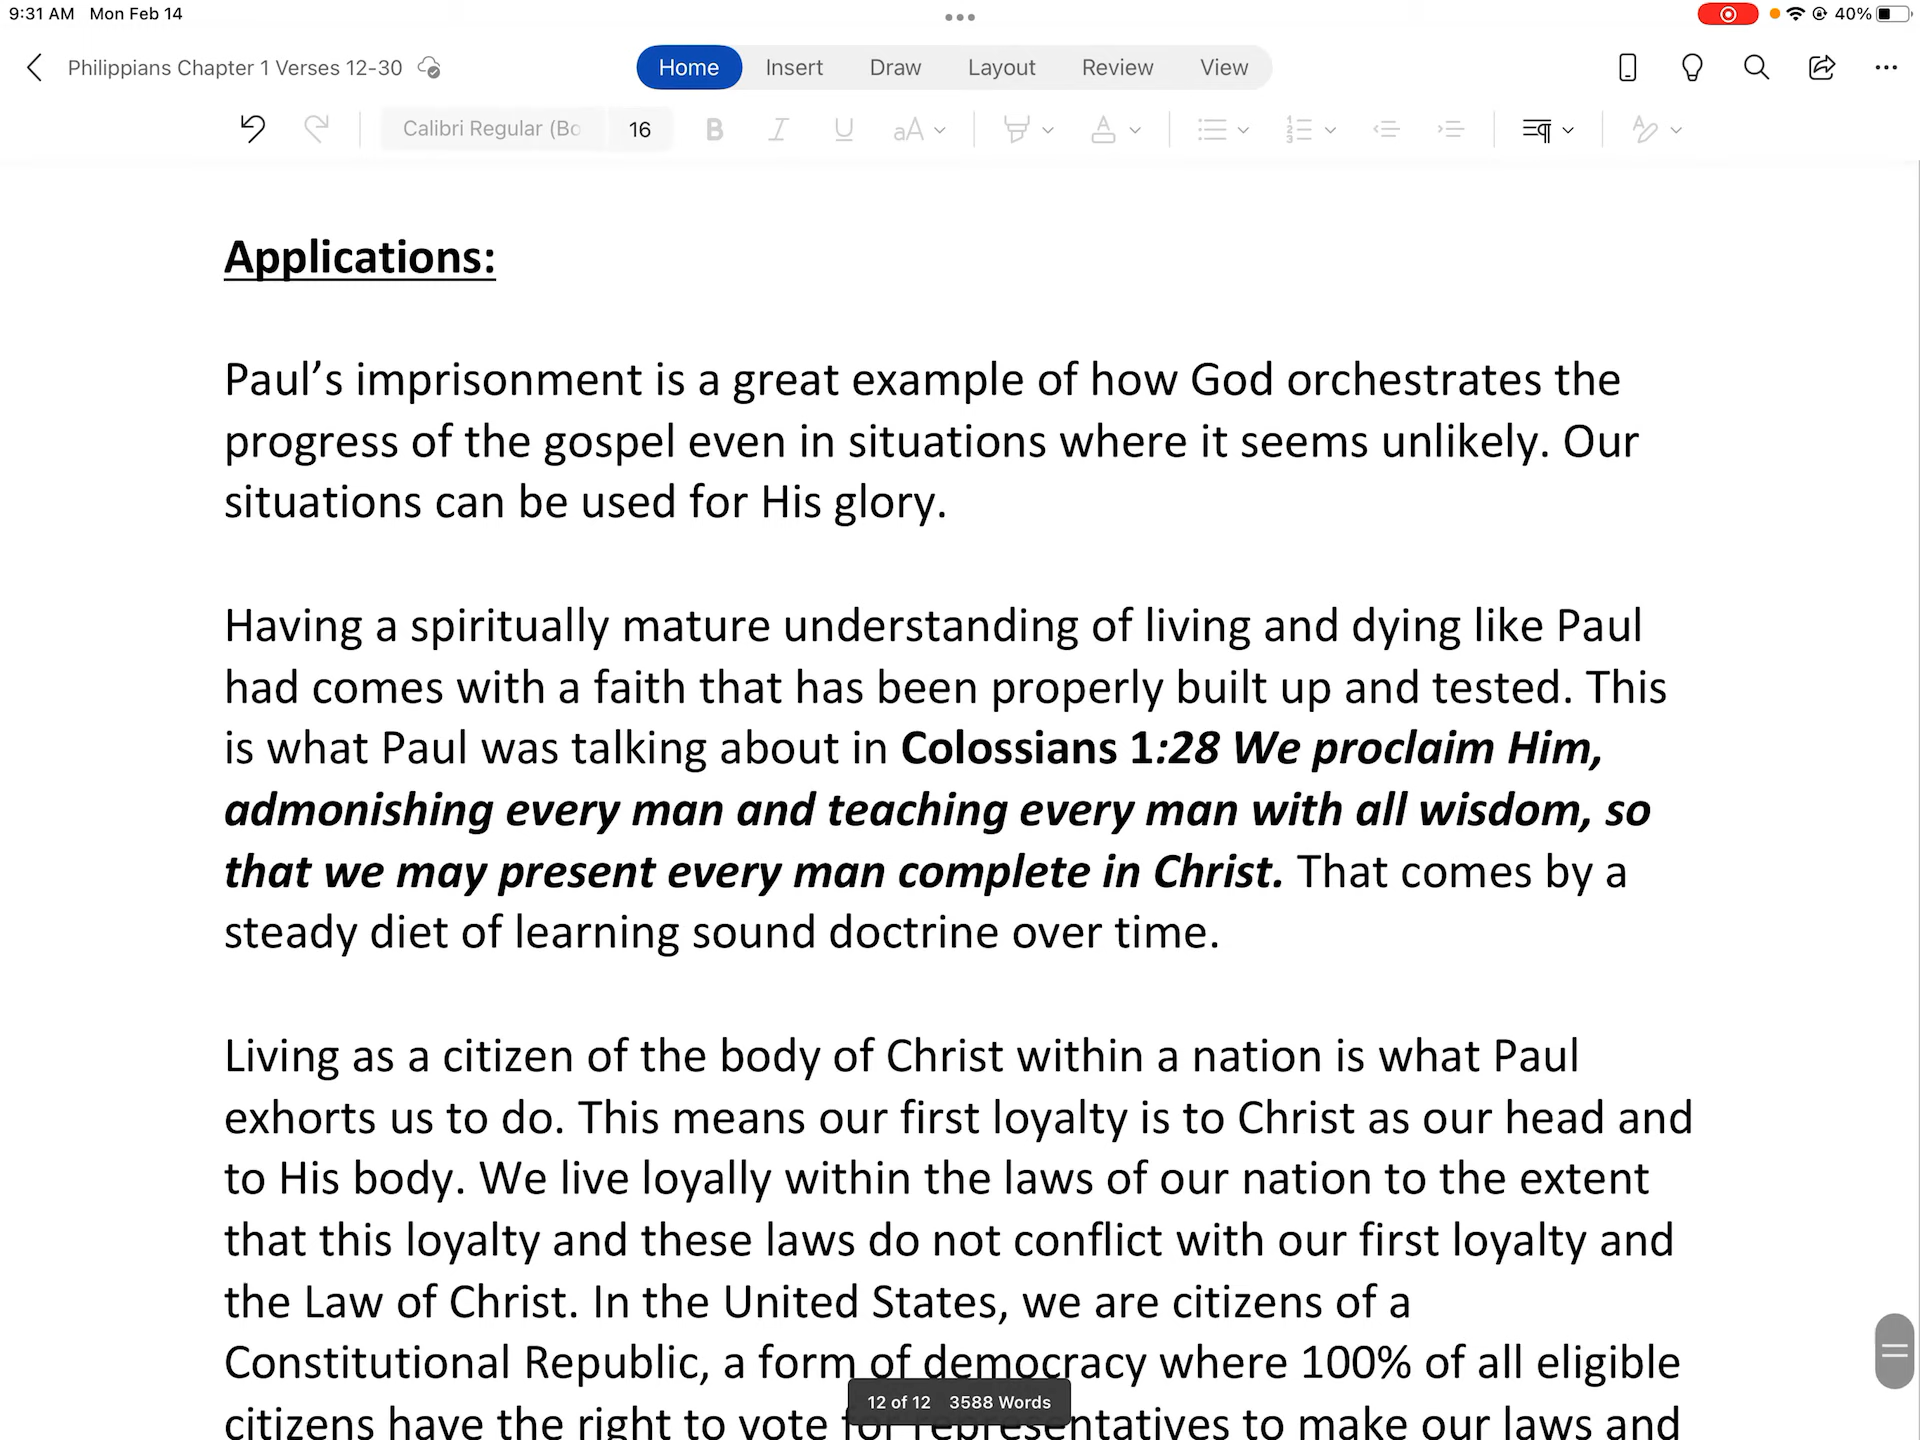 9:31 AM Mon Feb 14
40%
Philippians Chapter 1 Verses 12-30
Home Insert Draw Layout Review View
Calibri Regular (Bo 16 B I U aA A
Applications:
Paul’s imprisonment is a great example of how God orchestrates the
progress of the gospel even in situations where it seems unlikely. Our
situations can be used for His glory.
Having a spiritually mature understanding of living and dying like Paul
had comes with a faith that has been properly built up and tested. This
is what Paul was talking about in Colossians 1:28 We proclaim Him,
admonishing every man and teaching every man with all wisdom, so
that we may present every man complete in Christ. That comes by a
steady diet of learning sound doctrine over time.
Living as a citizen of the body of Christ within a nation is what Paul
exhorts us to do. This means our first loyalty is to Christ as our head and
to His body. We live loyally within the laws of our nation to the extent
that this loyalty and these laws do not conflict with our first loyalty and
the Law of Christ. In the United States, we are citizens of a
Constitutional Republic, a form of democracy where 100% of all eligible
citizens have the right to vote for representatives to make our laws and
12 of 12 3588 Words